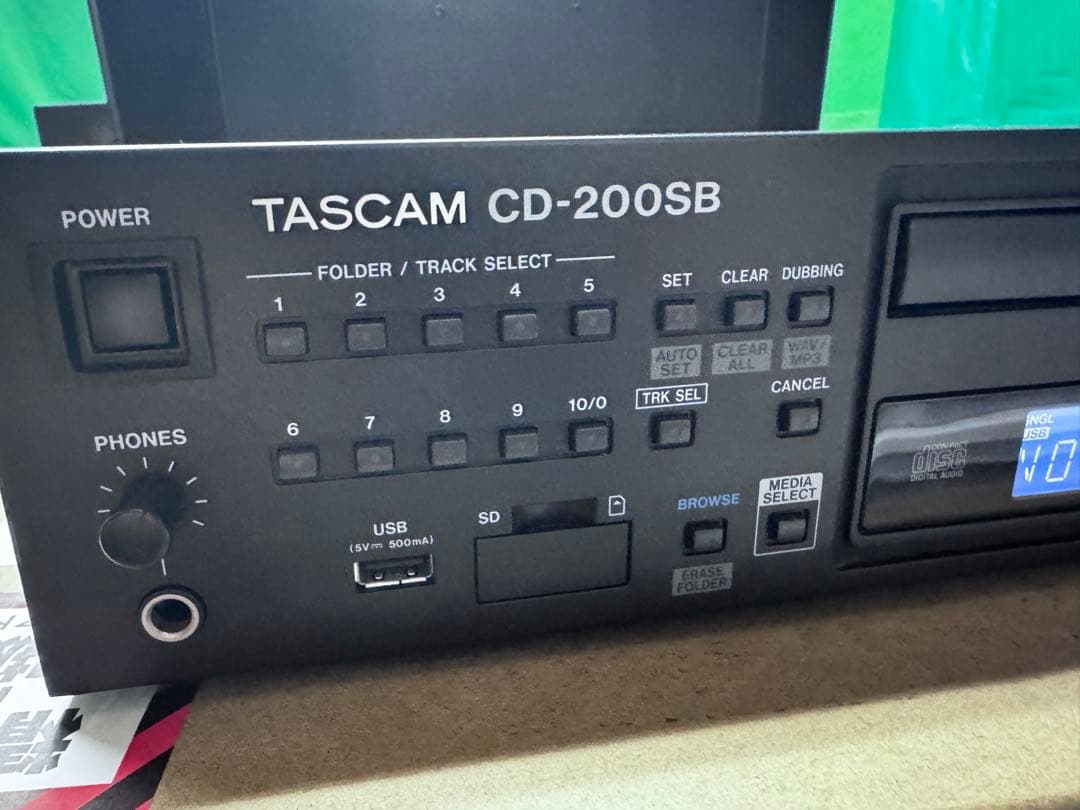 POWER
TASCAM CD-200SB
FOLDER / TRACK SELECT
1 2 3 4 5
SET CLEAR DUBBING
AUTO SET
CLEAR ALL
WAV/ MP3
6 7 8 9 10/0
TRK SEL
CANCEL
PHONES
USB
(5V⎓ 500mA)
SD
BROWSE
MEDIA
SELECT
ERASE
FOLDER
COMPACT
disc
DIGITAL AUDIO
USB